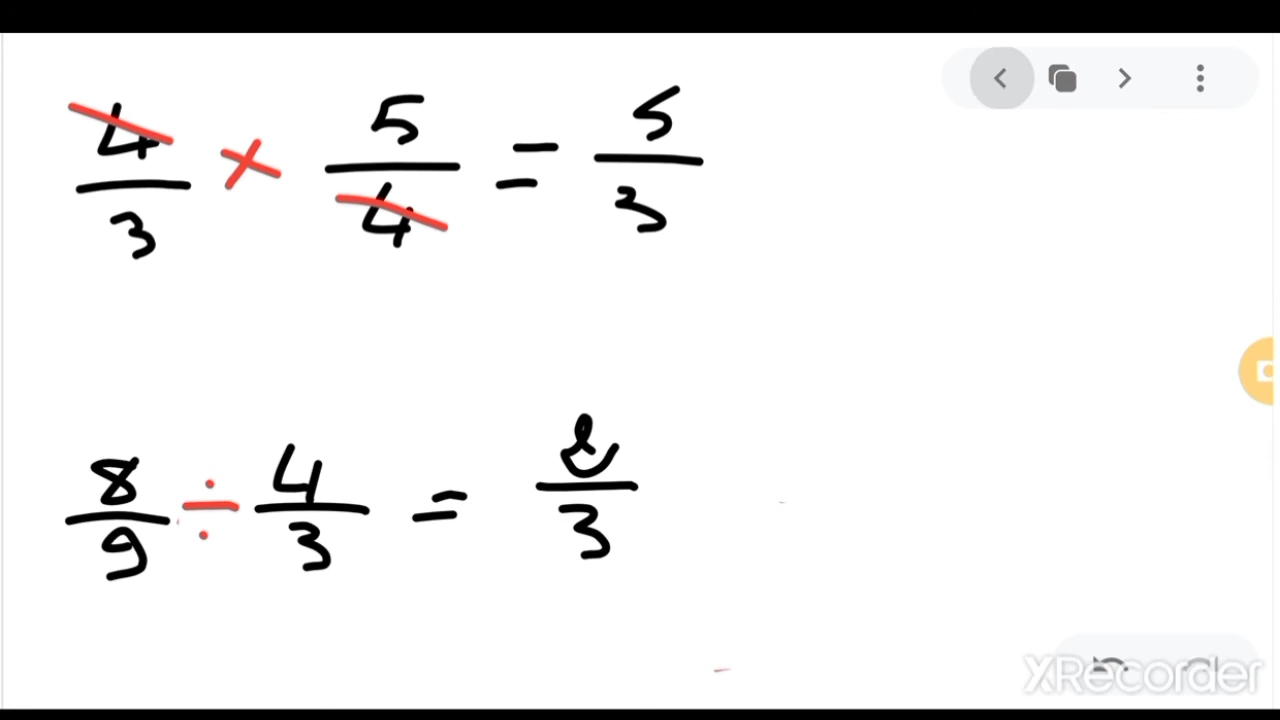 4/3 × 5/4 = 5/3
8/9 ÷ 4/3 = 2/3
XRecorder